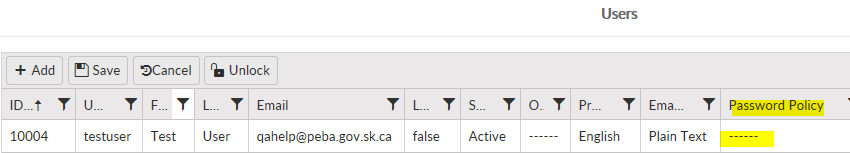 Users
+ Add Save Cancel Unlock
ID...↑ U... F... L... Email L... S... O... Pr... Ema... Password Policy
10004 testuser Test User qahelp@peba.gov.sk.ca false Active ------ English Plain Text ------